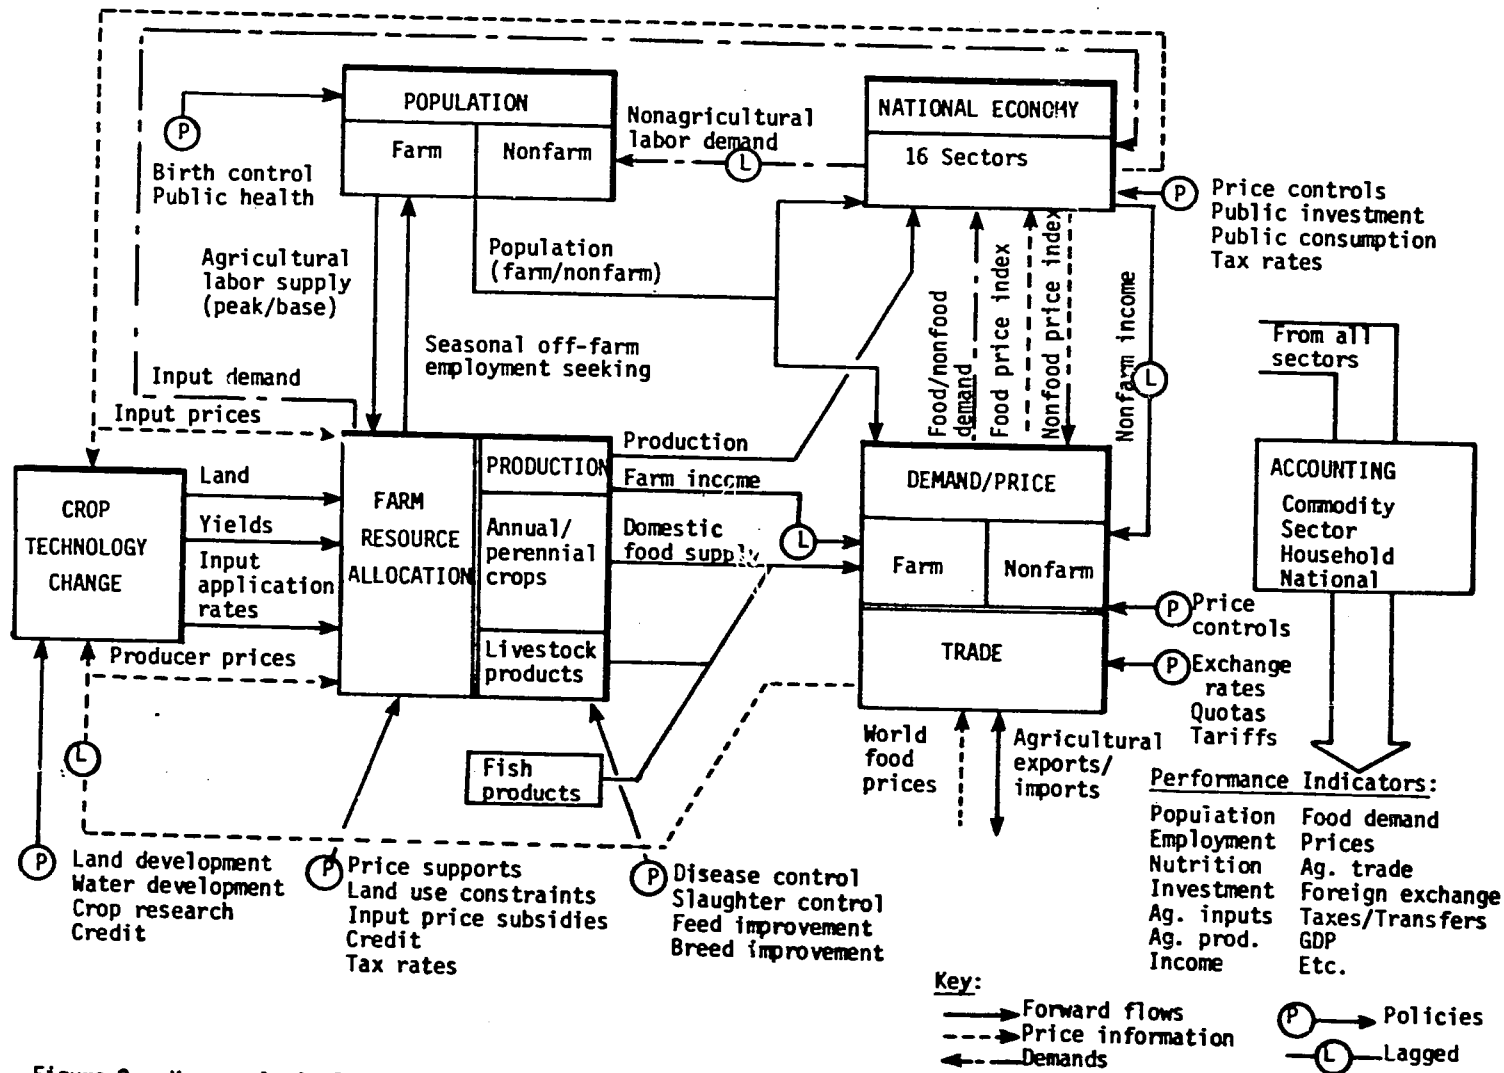 POPULATION
Farm
Nonfarm
P
Birth control
Public health
Nonagricultural
labor demand
L
NATIONAL ECONOMY
16 Sectors
P
Price controls
Public investment
Public consumption
Tax rates
Agricultural
labor supply
(peak/base)
Population
(farm/nonfarm)
Seasonal off-farm
employment seeking
Food/nonfood
demand
Food price index
Nonfood price index
Nonfarm income
L
From all
sectors
Input demand
Input prices
CROP
TECHNOLOGY
CHANGE
Land
Yields
Input
application
rates
Producer prices
FARM
RESOURCE
ALLOCATION
PRODUCTION
Annual/
perennial
crops
Livestock
products
Production
Farm income
Domestic
food supply
L
DEMAND/PRICE
Farm
Nonfarm
TRADE
P
Price
controls
P
Exchange
rates
Quotas
Tariffs
ACCOUNTING
Commodity
Sector
Household
National
L
Fish
products
World
food
prices
Agricultural
exports/
imports
P
Land development
Water development
Crop research
Credit
P
Price supports
Land use constraints
Input price subsidies
Credit
Tax rates
P
Disease control
Slaughter control
Feed improvement
Breed improvement
Performance Indicators:
Population Food demand
Employment Prices
Nutrition Ag. trade
Investment Foreign exchange
Ag. inputs Taxes/Transfers
Ag. prod. GDP
Income Etc.
Key:
Forward flows
Price information
Demands
P Policies
L Lagged